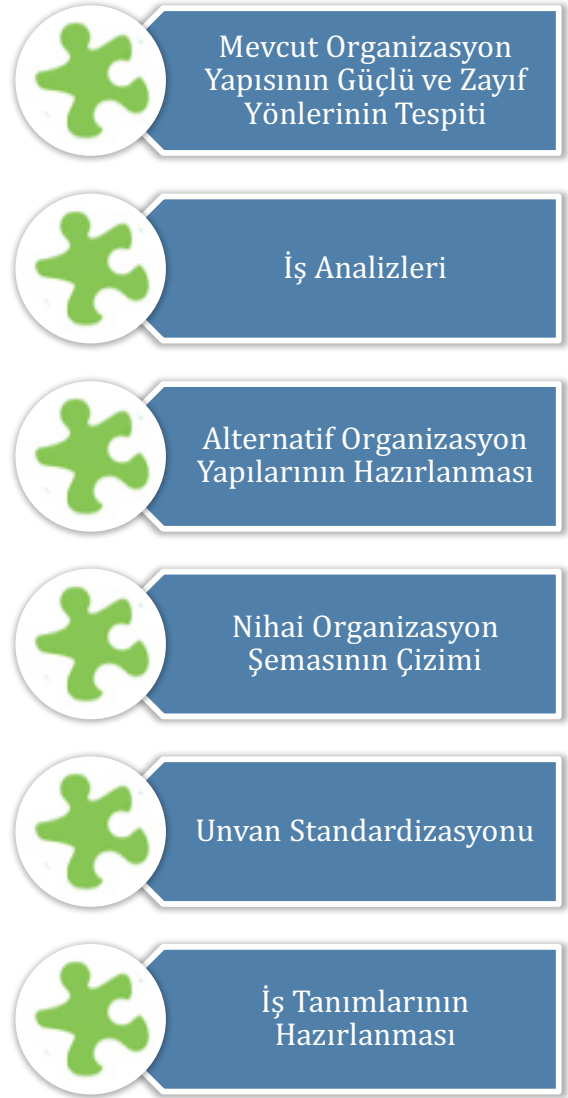 Mevcut Organizasyon
Yapısının Güçlü ve Zayıf
Yönlerinin Tespiti
İş Analizleri
Alternatif Organizasyon
Yapılarının Hazırlanması
Nihai Organizasyon
Şemasının Çizimi
Unvan Standardizasyonu
İş Tanımlarının
Hazırlanması